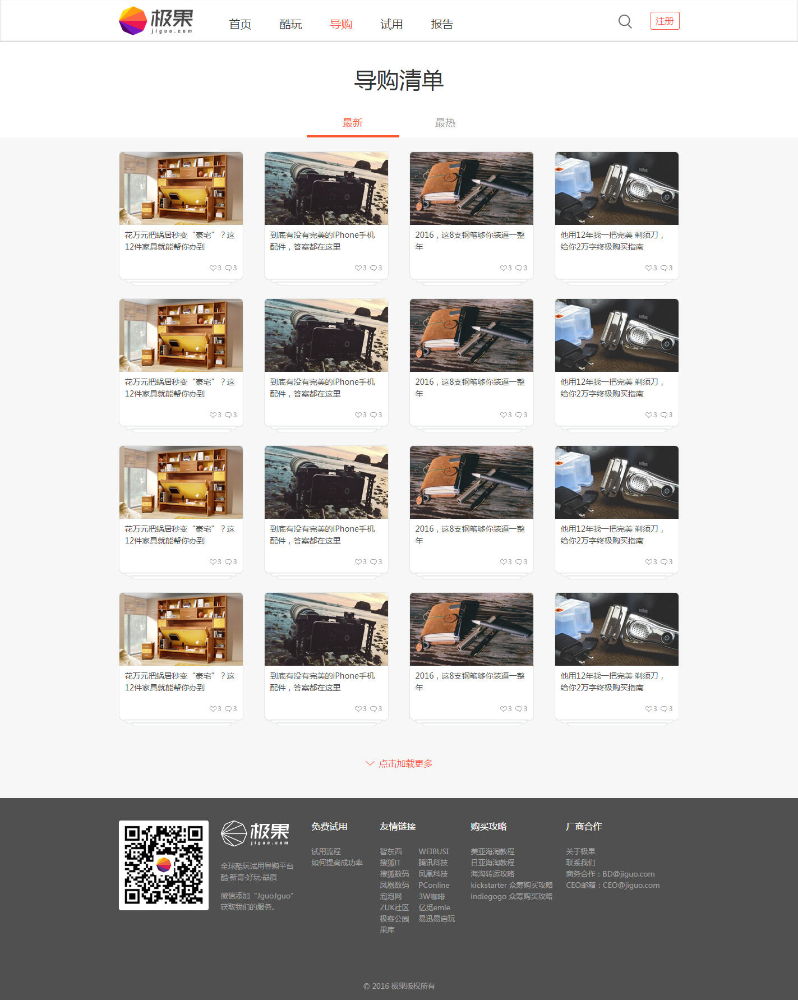 极果
jiguo.com
首页 酷玩 导购 试用 报告
注册
导购清单
最新 最热
花万元把蜗居秒变“豪宅”？这
12件家具就能帮你办到
3 3
到底有没有完美的iPhone手机
配件，答案都在这里
3 3
2016，这8支钢笔够你装逼一整
年
3 3
他用12年找一把完美 剃须刀，
给你2万字终极购买指南
3 3
花万元把蜗居秒变“豪宅”？这
12件家具就能帮你办到
3 3
到底有没有完美的iPhone手机
配件，答案都在这里
3 3
2016，这8支钢笔够你装逼一整
年
3 3
他用12年找一把完美 剃须刀，
给你2万字终极购买指南
3 3
花万元把蜗居秒变“豪宅”？这
12件家具就能帮你办到
3 3
到底有没有完美的iPhone手机
配件，答案都在这里
3 3
2016，这8支钢笔够你装逼一整
年
3 3
他用12年找一把完美 剃须刀，
给你2万字终极购买指南
3 3
花万元把蜗居秒变“豪宅”？这
12件家具就能帮你办到
3 3
到底有没有完美的iPhone手机
配件，答案都在这里
3 3
2016，这8支钢笔够你装逼一整
年
3 3
他用12年找一把完美 剃须刀，
给你2万字终极购买指南
3 3
点击加载更多
极果
jiguo.com
全球酷玩试用导购平台
酷·新奇·好玩·品质
微信添加“JguoJguo”
获取我们的服务。
免费试用
试用流程
如何提高成功率
友情链接
智东西 WEIBUSI
搜狐IT 腾讯科技
搜狐数码 凤凰科技
凤凰数码 PConline
泡泡网 3W咖啡
ZUK社区 亿觅emie
极客公园 易迅易启玩
果库
购买攻略
美亚海淘教程
日亚海淘教程
海淘转运攻略
kickstarter 众筹购买攻略
indiegogo 众筹购买攻略
厂商合作
关于极果
联系我们
商务合作：BD@jiguo.com
CEO邮箱：CEO@jiguo.com
© 2016 极果版权所有